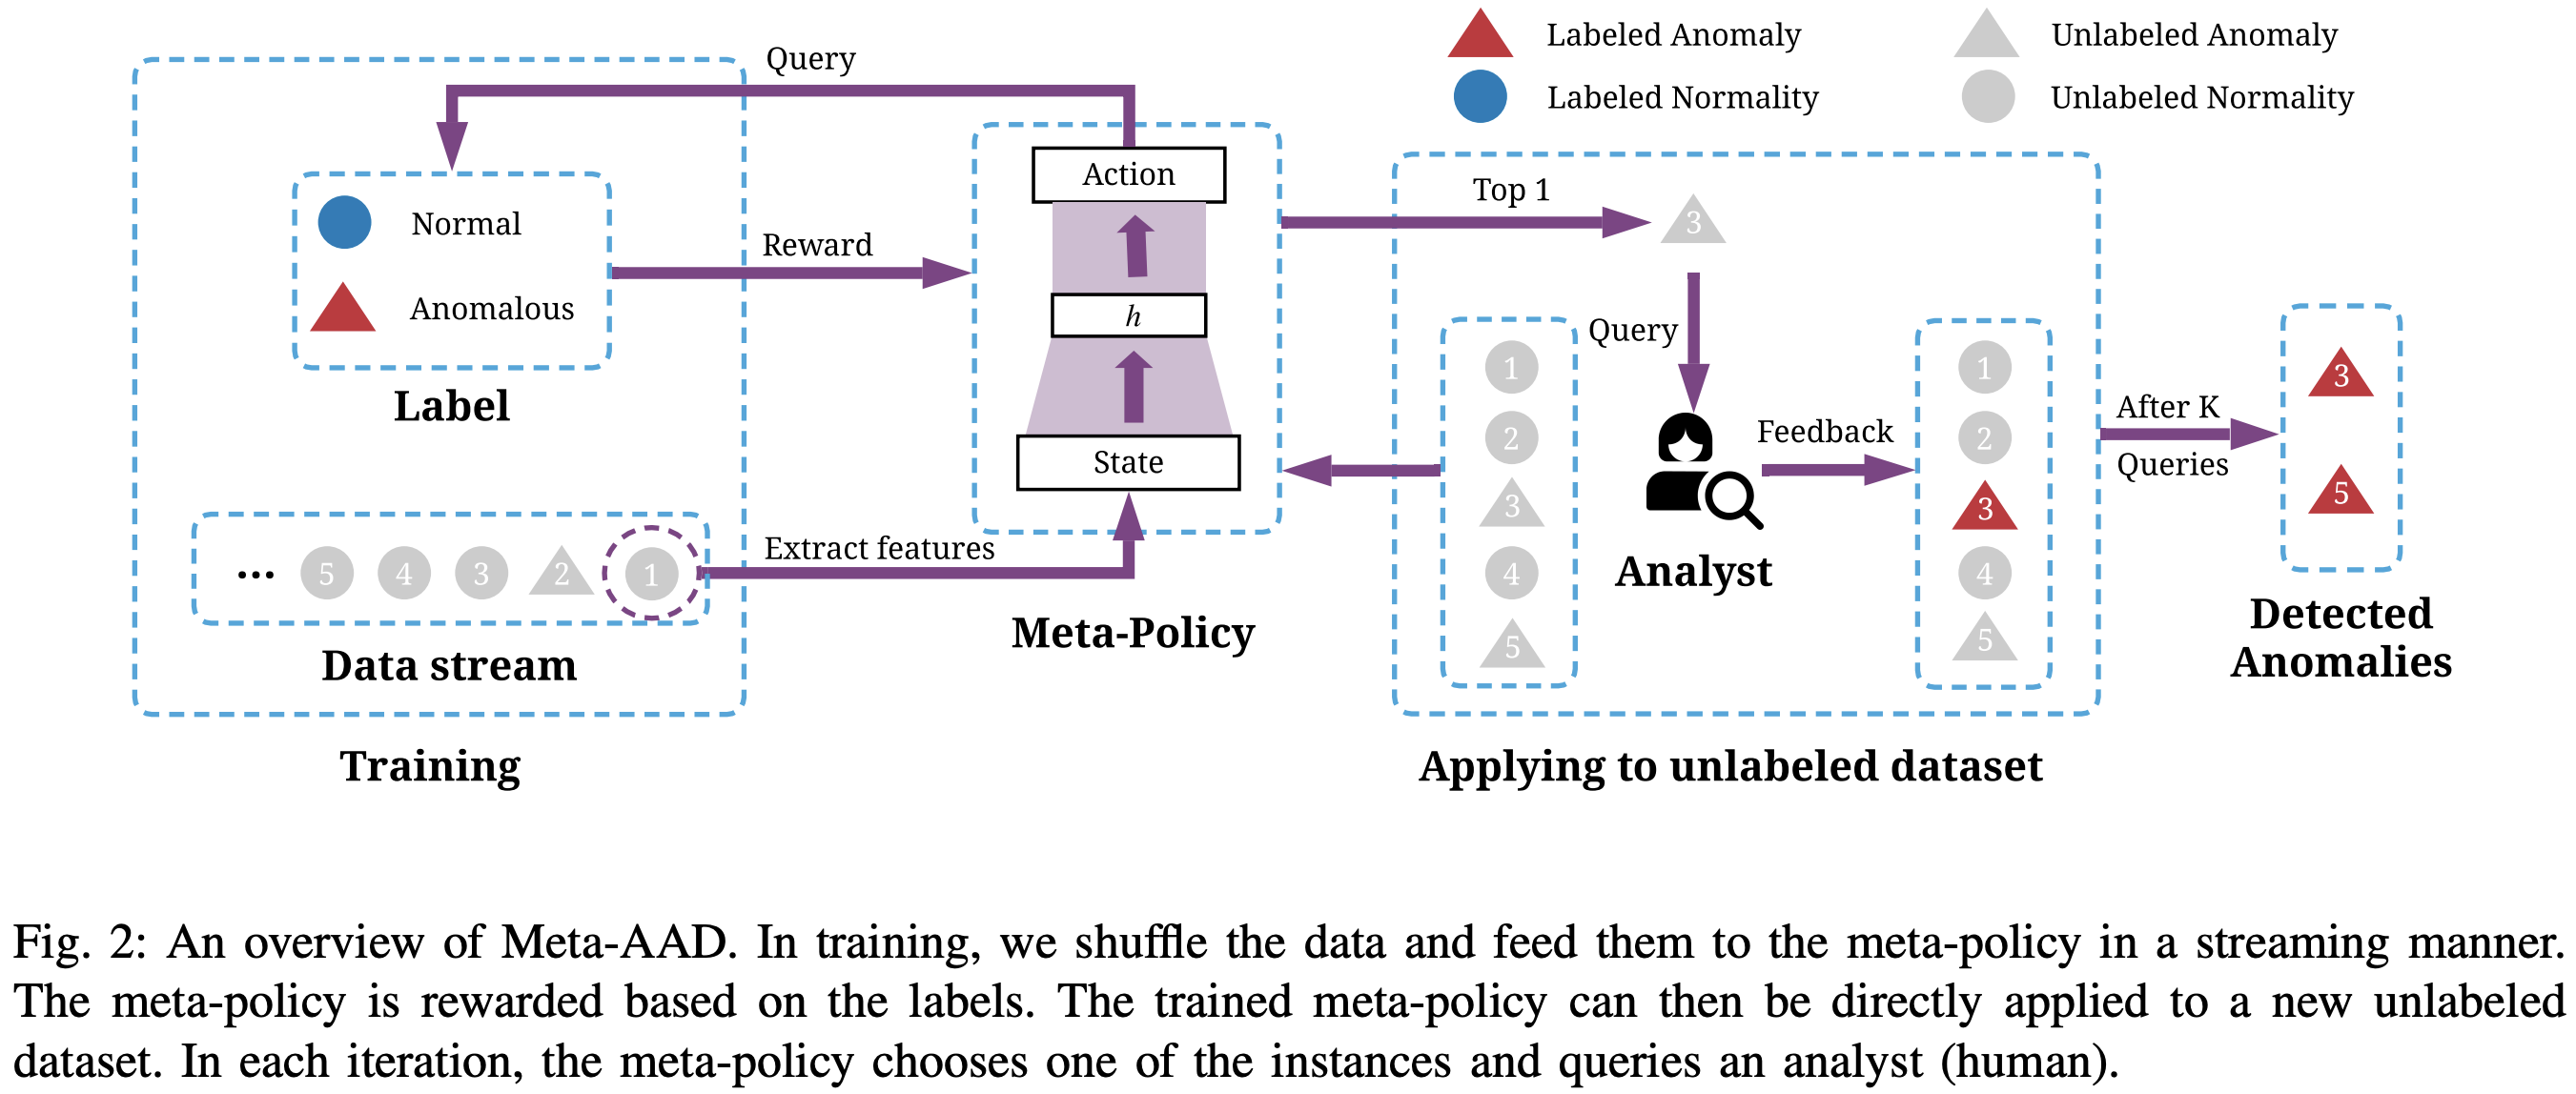 Labeled Anomaly
Unlabeled Anomaly
Labeled Normality
Unlabeled Normality
Query
Normal
Anomalous
Label
Reward
... 5 4 3 2 1
Data stream
Extract features
Training
Action
h
State
Meta-Policy
Top 1
3
Query
1
2
3
4
5
Analyst
Feedback
1
2
3
4
5
Applying to unlabeled dataset
After K
Queries
3
5
Detected
Anomalies
Fig. 2: An overview of Meta-AAD. In training, we shuffle the data and feed them to the meta-policy in a streaming manner.
The meta-policy is rewarded based on the labels. The trained meta-policy can then be directly applied to a new unlabeled
dataset. In each iteration, the meta-policy chooses one of the instances and queries an analyst (human).